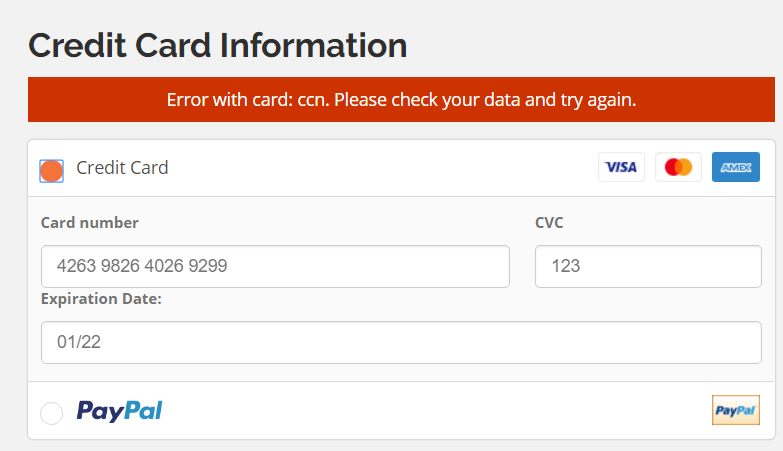 Credit Card Information
Error with card: ccn. Please check your data and try again.
Credit Card VISA AMEX
Card number CVC
4263 9826 4026 9299 123
Expiration Date:
01/22
PayPal PayPal